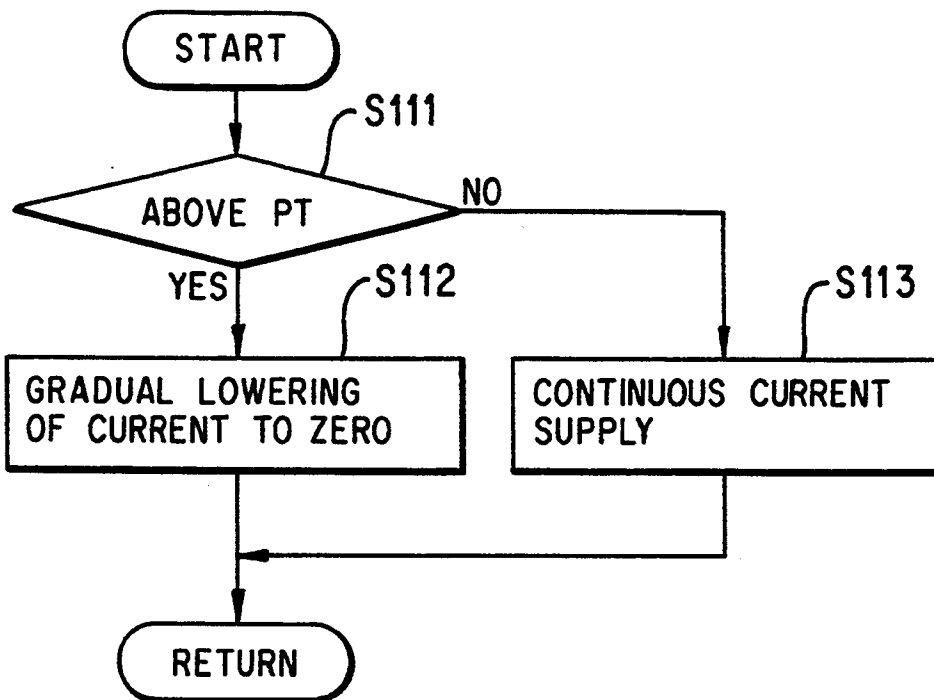 START
S111
ABOVE PT
NO
YES
S112
S113
GRADUAL LOWERING
OF CURRENT TO ZERO
CONTINUOUS CURRENT
SUPPLY
RETURN